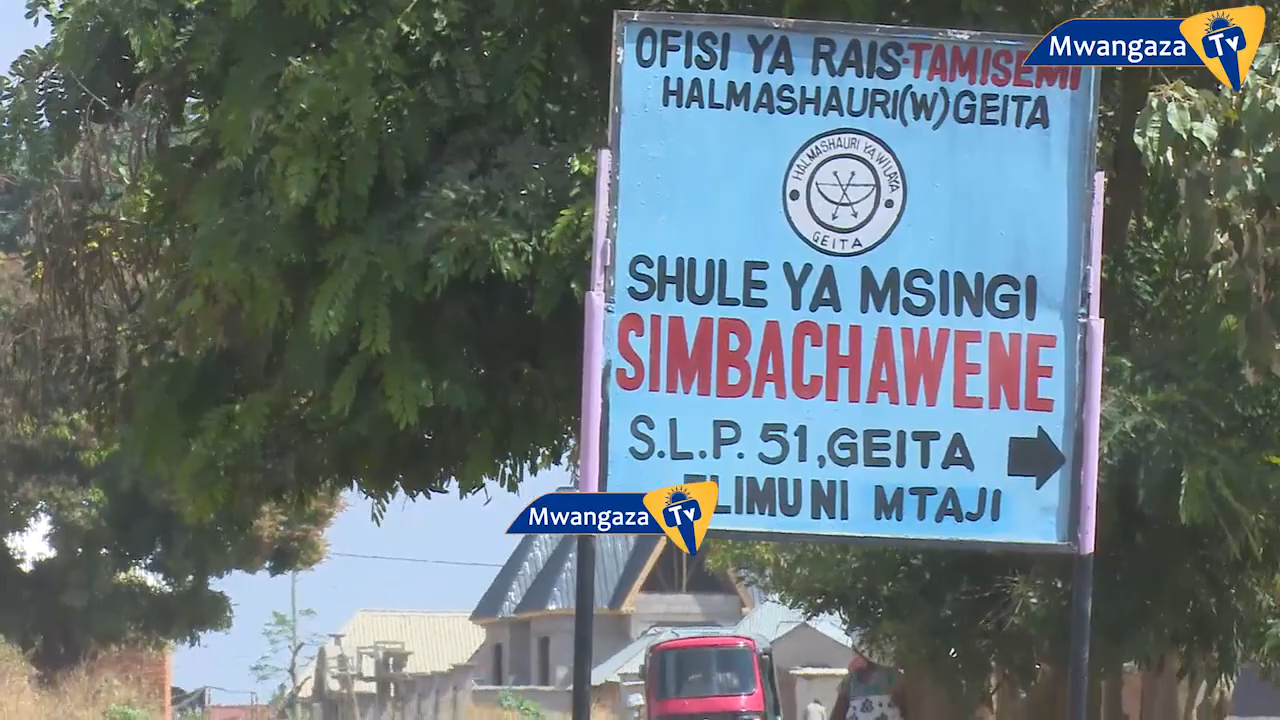 Mwangaza Tv
OFISI YA RAIS-TAMISEMI
HALMASHAURI(W)GEITA
HALMASHAURI YA WILAYA
GEITA
SHULE YA MSINGI
SIMBACHAWENE
S.L.P. 51,GEITA
ELIMU NI MTAJI
Mwangaza Tv